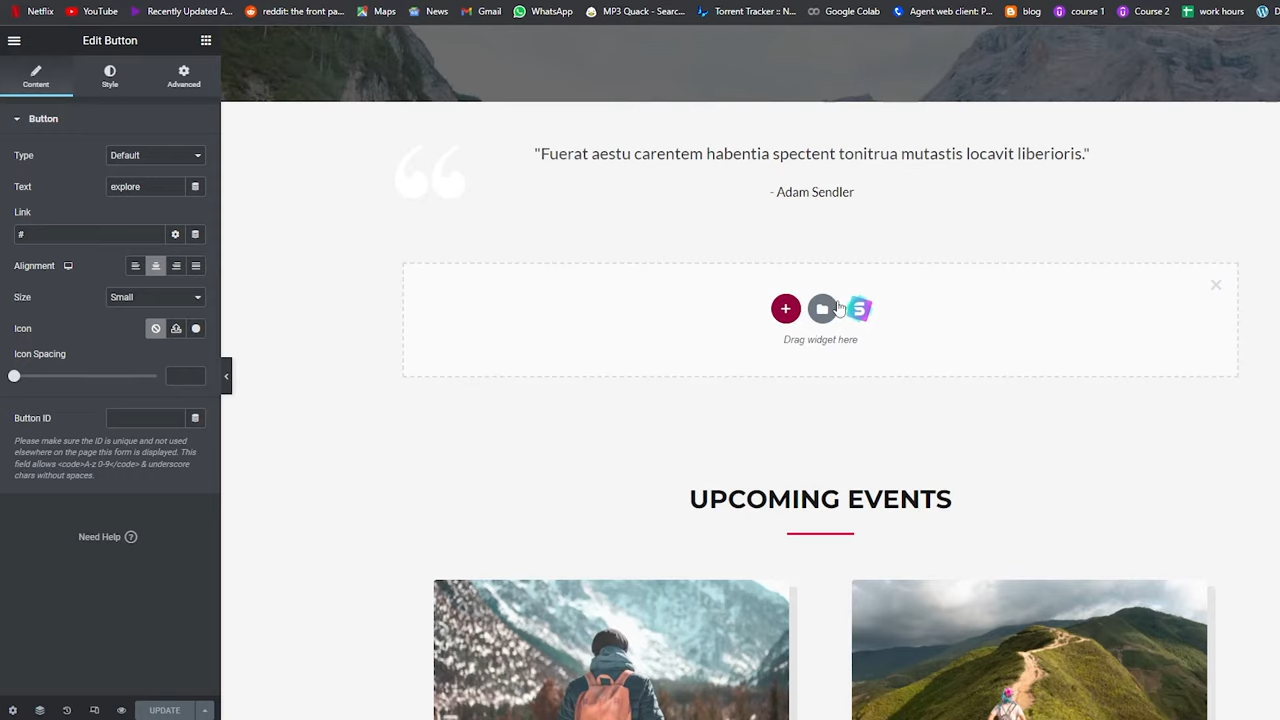 Netflix
YouTube
Recently Updated A...
reddit: the front pa...
Maps
News
Gmail
WhatsApp
MP3 Quack - Searc...
Torrent Tracker :: N...
Google Colab
Agent vicidial client: P...
blog
course 1
Course 2
work hours
D
Edit Button
Content
Style
Advanced
Button
Type
Default
Text
explore
Link
#
Alignment
Size
Small
Icon
Icon Spacing
Button ID
Please make sure the ID is unique and not used
elsewhere on the page this form is displayed. This
field allows <code>A-z 0-9</code> & underscore
chars without spaces.
Need Help ?
UPDATE
"Fuerat aestu carentem habentia spectent tonitrua mutastis locavit liberioris."
- Adam Sendler
S
Drag widget here
UPCOMING EVENTS